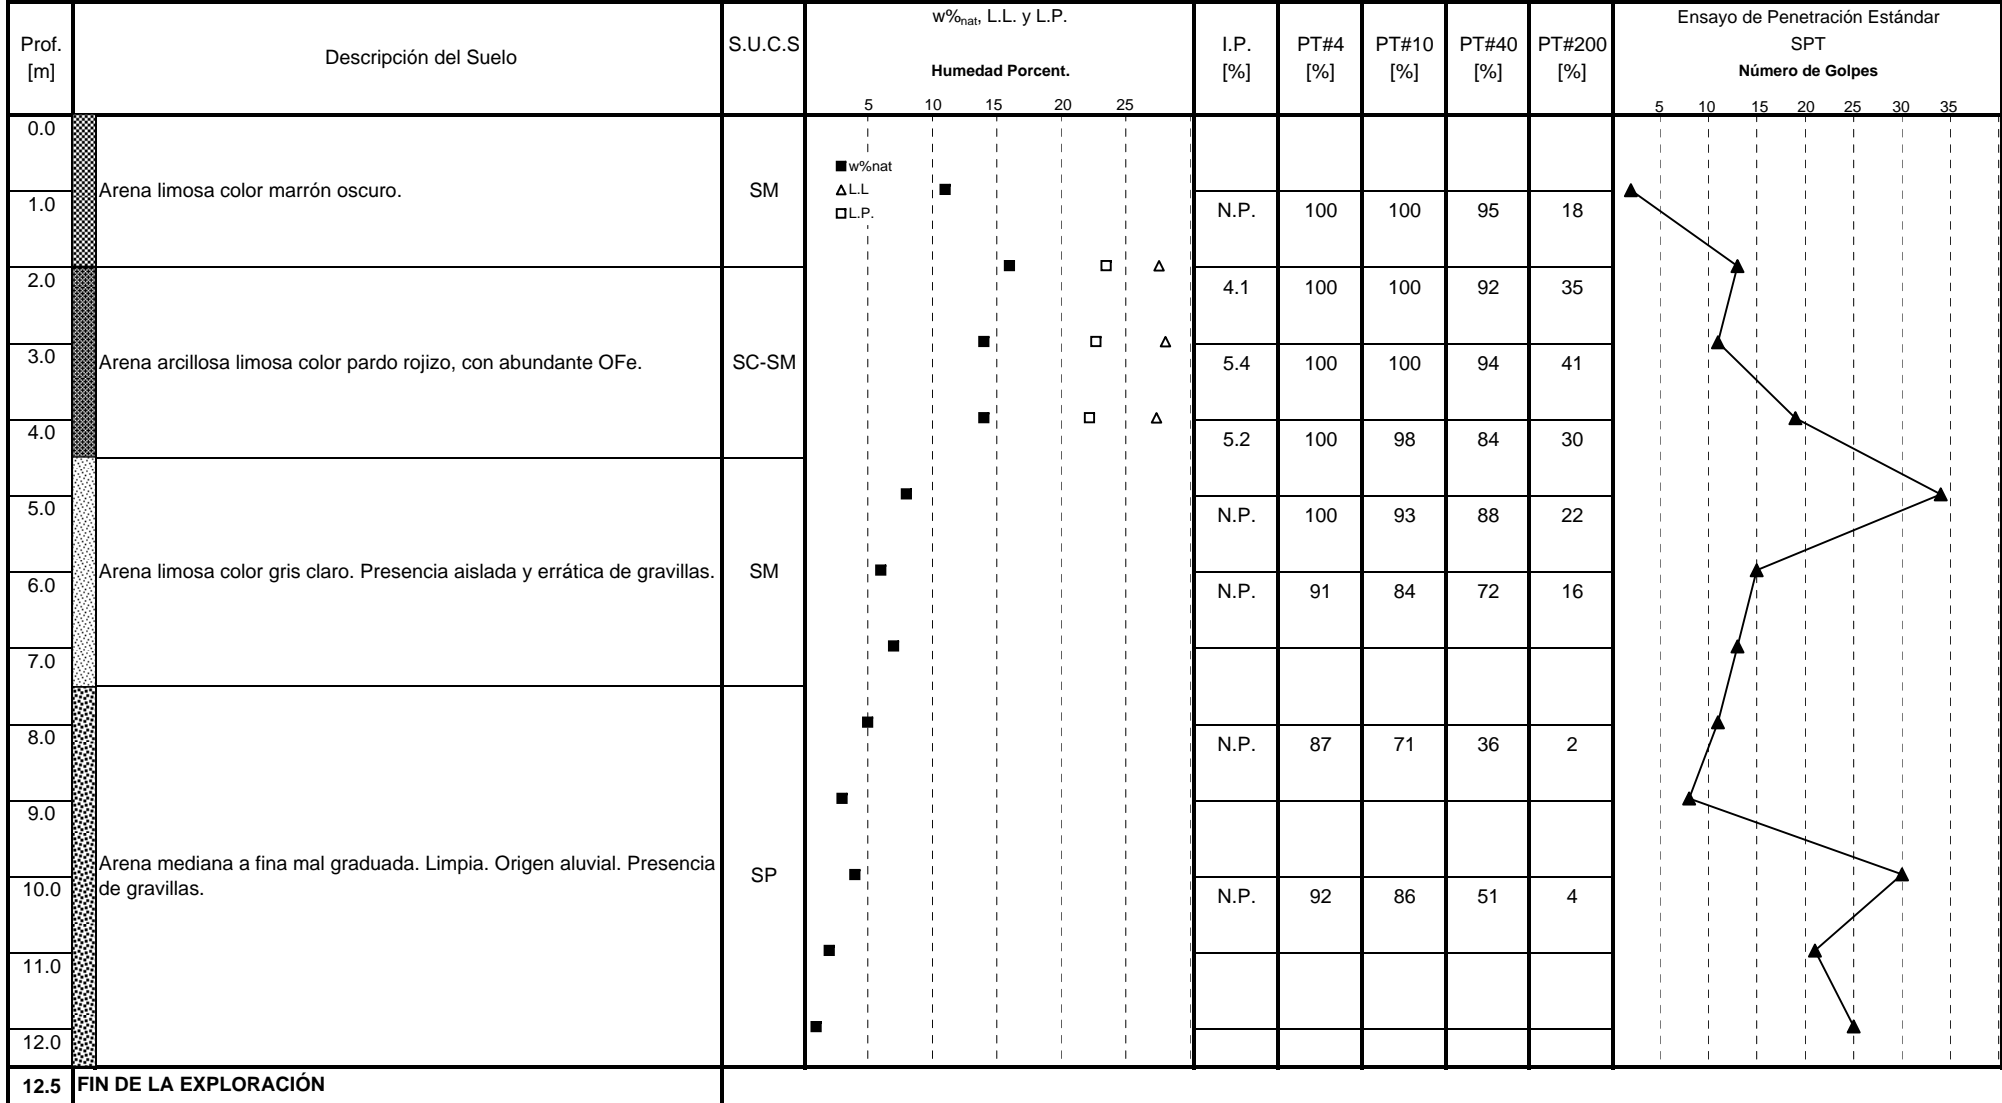 Prof.
[m]
Descripción del Suelo
S.U.C.S
w%nat, L.L. y L.P.
Humedad Porcent.
5 10 15 20 25
I.P.
[%]
PT#4
[%]
PT#10
[%]
PT#40
[%]
PT#200
[%]
Ensayo de Penetración Estándar
SPT
Número de Golpes
5 10 15 20 25 30 35
0.0
w%nat
L.L
L.P.
Arena limosa color marrón oscuro. SM
1.0 N.P. 100 100 95 18
2.0 4.1 100 100 92 35
3.0 5.4 100 100 94 41
Arena arcillosa limosa color pardo rojizo, con abundante OFe. SC-SM
4.0 5.2 100 98 84 30
5.0 N.P. 100 93 88 22
Arena limosa color gris claro. Presencia aislada y errática de gravillas. SM
6.0 N.P. 91 84 72 16
7.0
8.0 N.P. 87 71 36 2
9.0
Arena mediana a fina mal graduada. Limpia. Origen aluvial. Presencia
de gravillas.
SP
10.0 N.P. 92 86 51 4
11.0
12.0
12.5 FIN DE LA EXPLORACIÓN